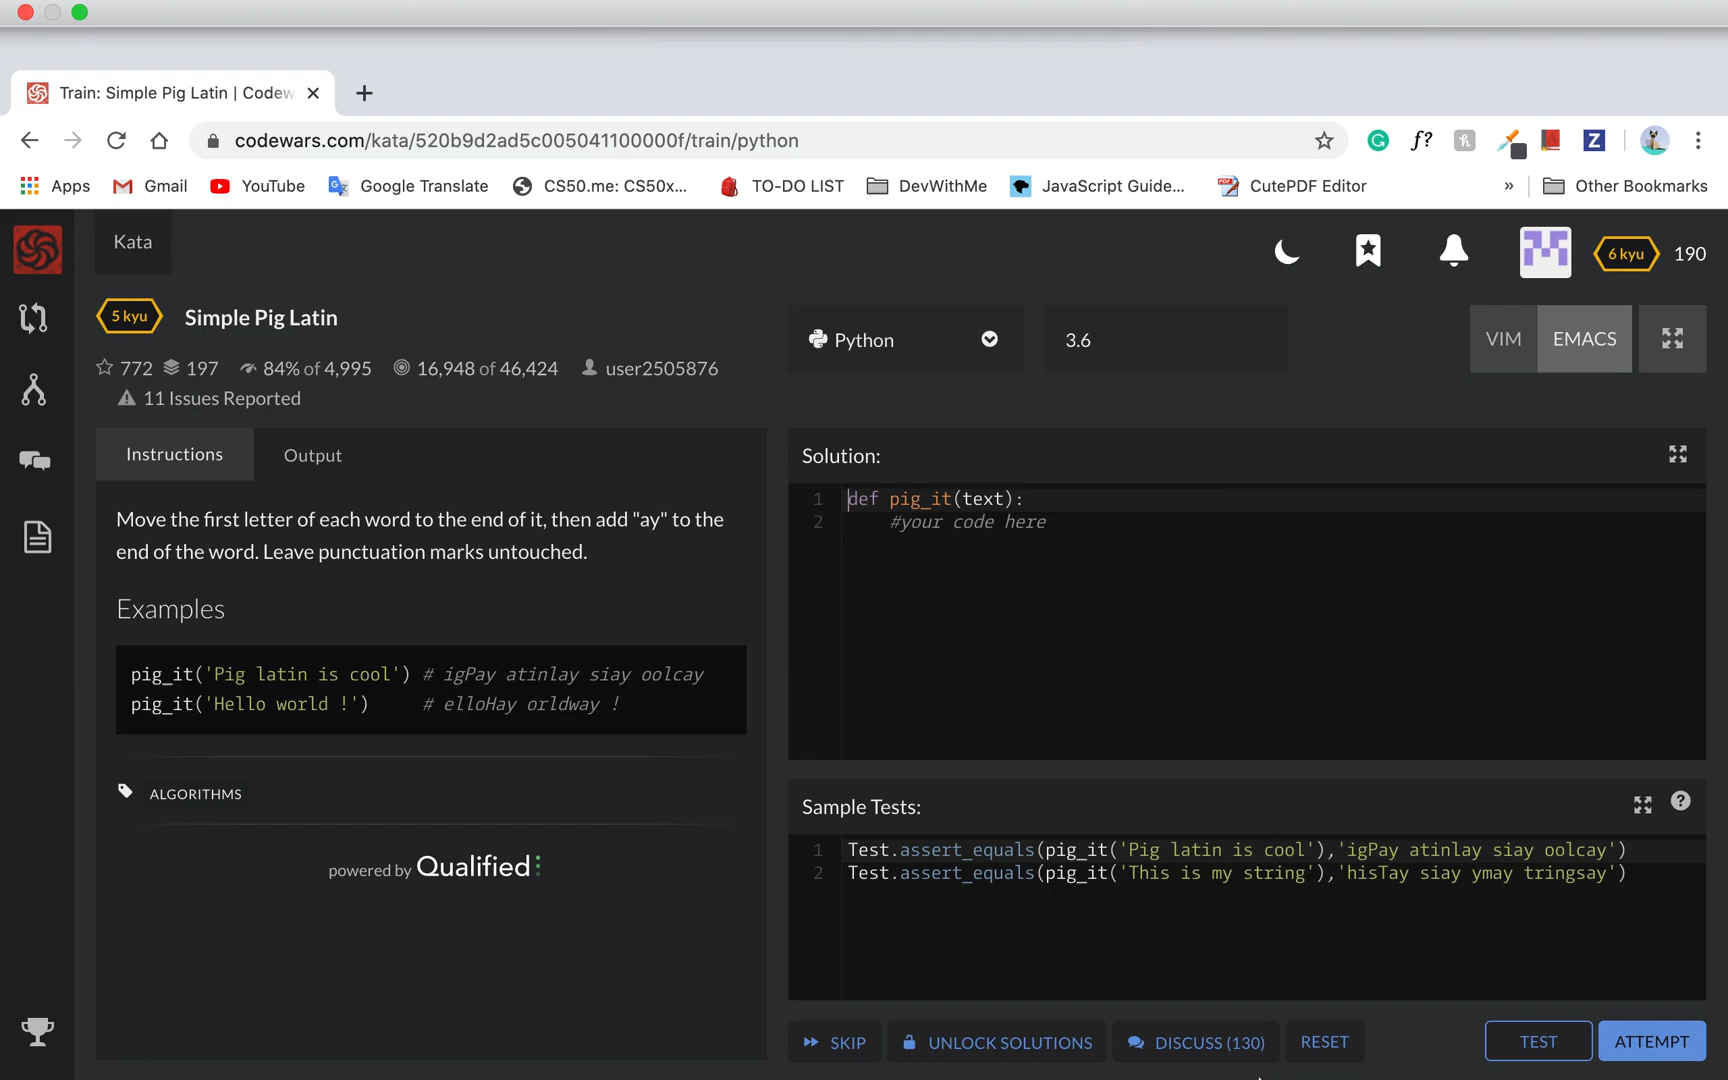 Train: Simple Pig Latin | Codew
codewars.com/kata/520b9d2ad5c005041100000f/train/python
f?
Z
Apps
Gmail
YouTube
Google Translate
CS50.me: CS50x...
TO-DO LIST
DevWithMe
JavaScript Guide...
CutePDF Editor
»
Other Bookmarks
Kata
6 kyu
190
5 kyu
Simple Pig Latin
772
197
84% of 4,995
16,948 of 46,424
user2505876
11 Issues Reported
Python
3.6
VIM
EMACS
Instructions
Output
Move the first letter of each word to the end of it, then add "ay" to the
end of the word. Leave punctuation marks untouched.
Examples
pig_it('Pig latin is cool') # igPay atinlay siay oolcay
pig_it('Hello world !')     # elloHay orldway !
ALGORITHMS
powered by Qualified
Solution:
1 def pig_it(text):
2     #your code here
Sample Tests:
1 Test.assert_equals(pig_it('Pig latin is cool'),'igPay atinlay siay oolcay')
2 Test.assert_equals(pig_it('This is my string'),'hisTay siay ymay tringsay')
SKIP
UNLOCK SOLUTIONS
DISCUSS (130)
RESET
TEST
ATTEMPT